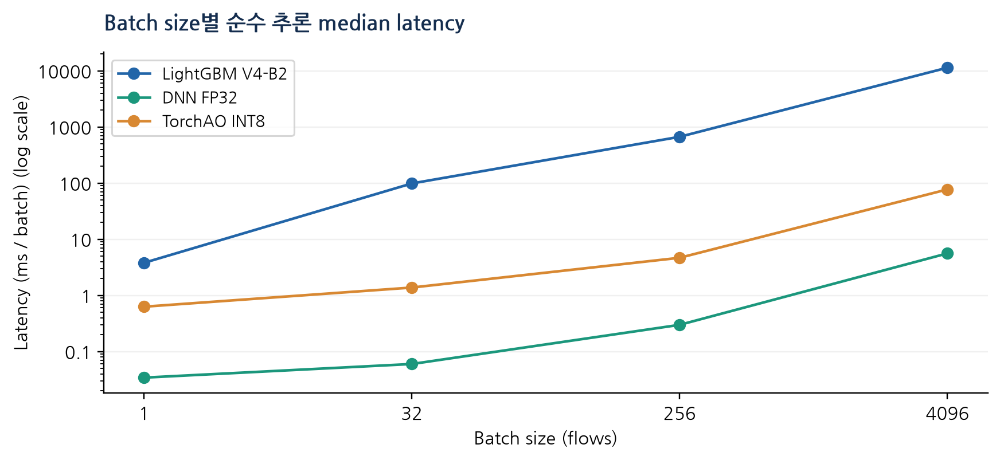 Batch size별 순수 추론 median latency
LightGBM V4-B2
DNN FP32
TorchAO INT8
Latency (ms / batch) (log scale)
10000
1000
100
10
1
0.1
1 32 256 4096
Batch size (flows)